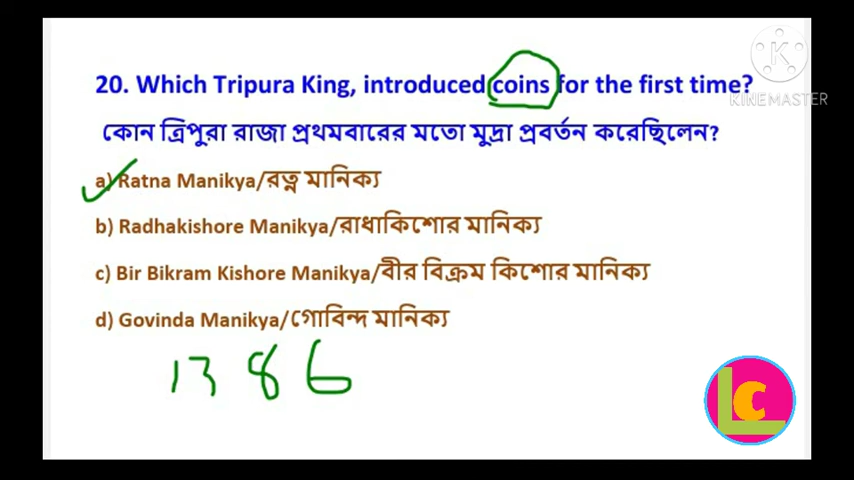 20. Which Tripura King, introduced coins for the first time?
কোন ত্রিপুরা রাজা প্রথমবারের মতো মুদ্রা প্রবর্তন করেছিলেন?
a) Ratna Manikya/রত্ন মানিক্য
b) Radhakishore Manikya/রাধাকিশোর মানিক্য
c) Bir Bikram Kishore Manikya/বীর বিক্রম কিশোর মানিক্য
d) Govinda Manikya/গোবিন্দ মানিক্য
1386
K
KINEMASTER
LC